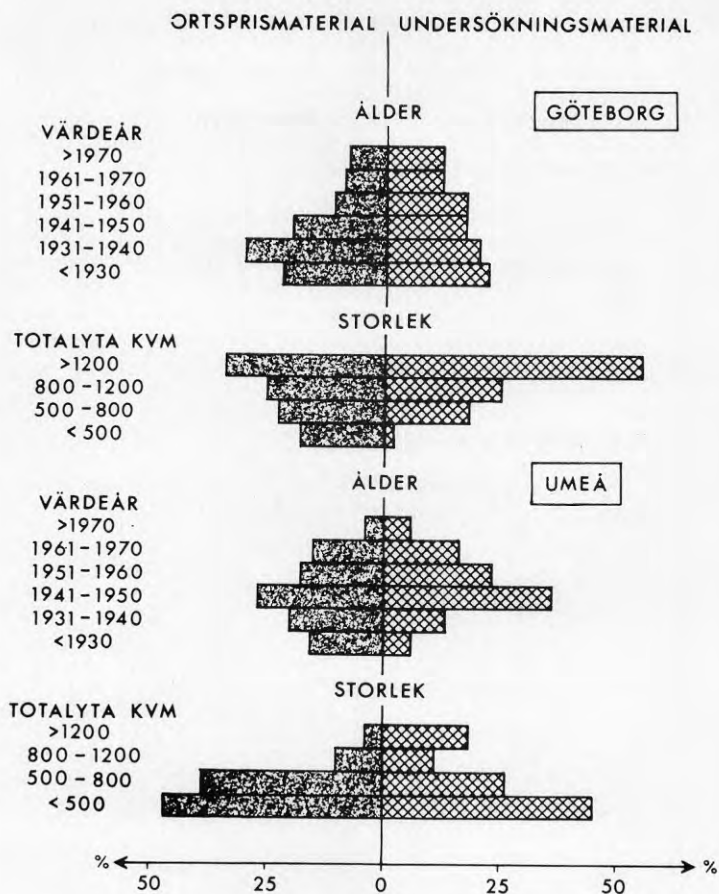 ORTSPRISMATERIAL UNDERSÖKNINGSMATERIAL
ÅLDER GÖTEBORG
VÄRDEÅR
>1970
1961-1970
1951-1960
1941-1950
1931-1940
<1930
STORLEK
TOTALYTA KVM
>1200
800-1200
500-800
<500
ÅLDER UMEÅ
VÄRDEÅR
>1970
1961-1970
1951-1960
1941-1950
1931-1940
<1930
STORLEK
TOTALYTA KVM
>1200
800-1200
500-800
<500
% %
50 25 0 25 50